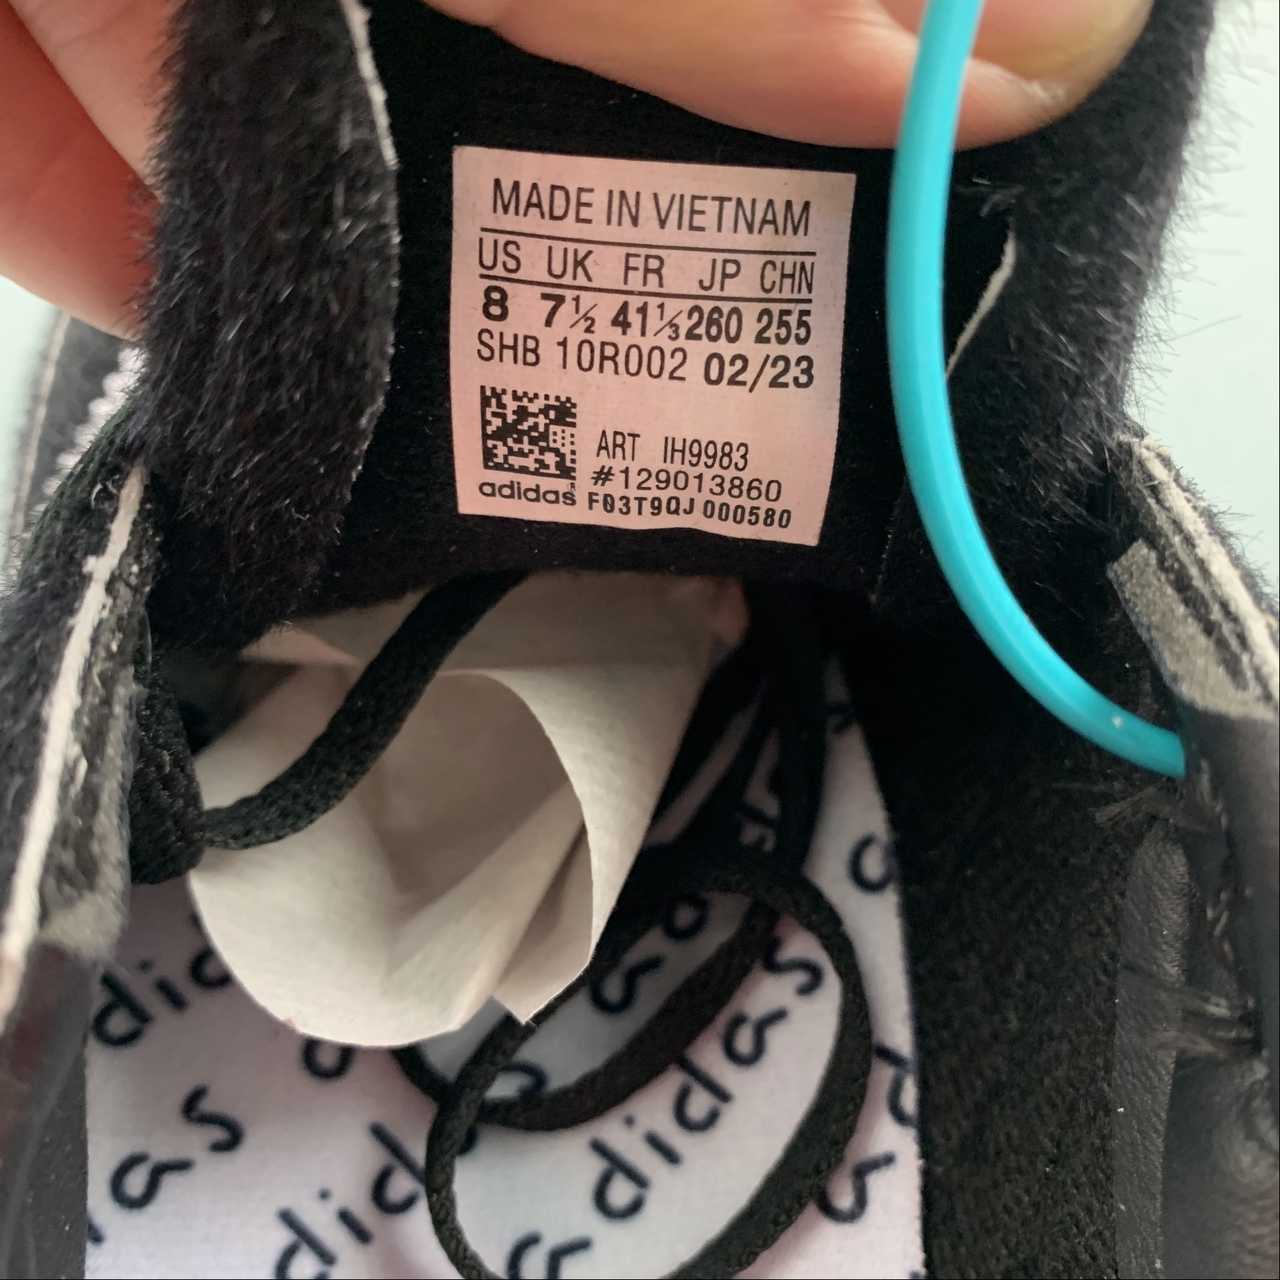 MADE IN VIETNAM
US UK FR JP CHN
8 7½ 41⅓ 260 255
SHB 10R002 02/23
ART IH9983
#129013860
adidas F03T9QJ 000580
adidas